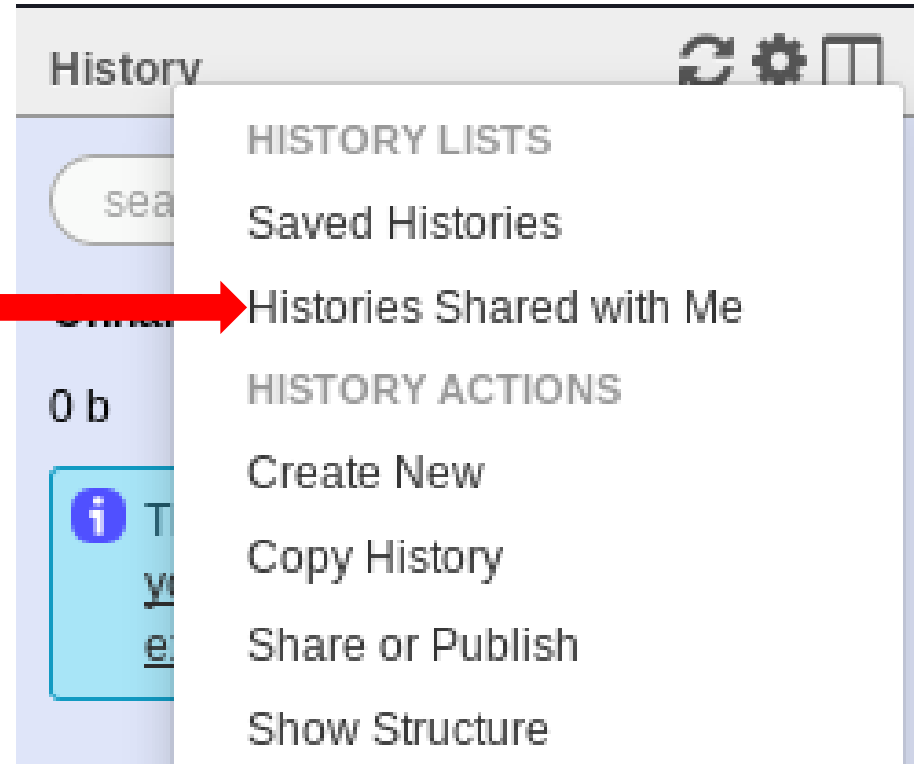 History
HISTORY LISTS
Saved Histories
Histories Shared with Me
HISTORY ACTIONS
0 b
Create New
Copy History
Share or Publish
Show Structure